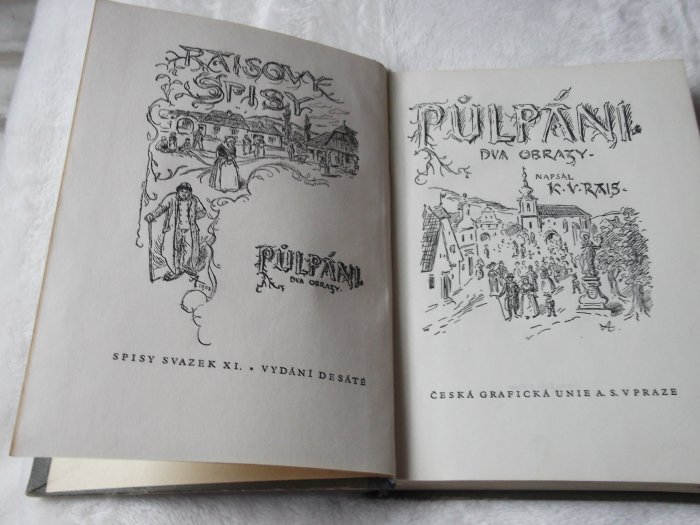 RAISOVY
SPISY
1908
PŮLPÁNI.
DVA OBRAZY.
SPISY SVAZEK XI. • VYDÁNÍ DESÁTÉ
PŮLPÁNI.
DVA OBRAZY.
NAPSAL
K. V. RAIS.
ČESKÁ GRAFICKÁ UNIE A. S. V PRAZE